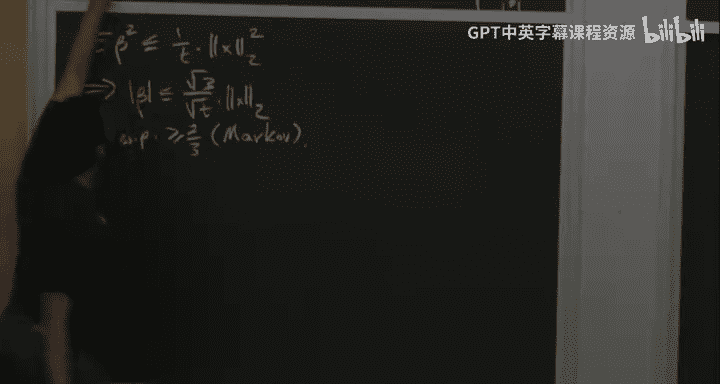 GPT中英字幕课程资源 bilibili
β² ≤ 1/t · ||x||₂²
⟹ |β| ≤ √3/√t · ||x||₂
w.p. ≥ 2/3 (Markov).